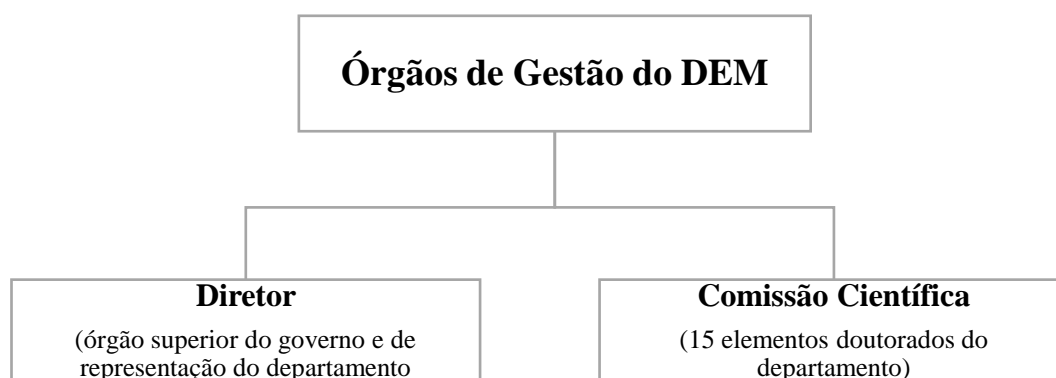 Órgãos de Gestão do DEM
Diretor
(órgão superior do governo e de
representação do departamento
Comissão Científica
(15 elementos doutorados do
departamento)